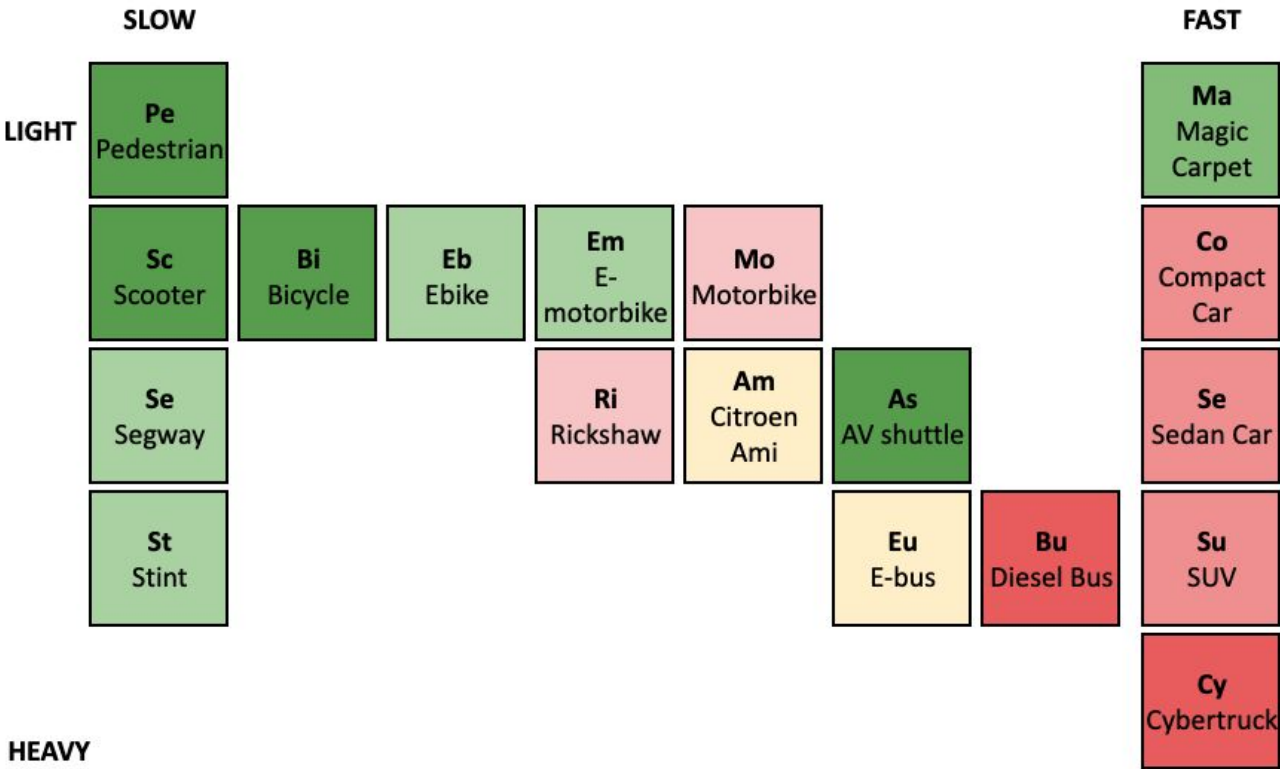 SLOW
FAST
LIGHT
Pe
Pedestrian
Ma
Magic
Carpet
Sc
Scooter
Bi
Bicycle
Eb
Ebike
Em
E-
motorbike
Mo
Motorbike
Co
Compact
Car
Se
Segway
Ri
Rickshaw
Am
Citroen
Ami
As
AV shuttle
Se
Sedan Car
St
Stint
Eu
E-bus
Bu
Diesel Bus
Su
SUV
Cy
Cybertruck
HEAVY